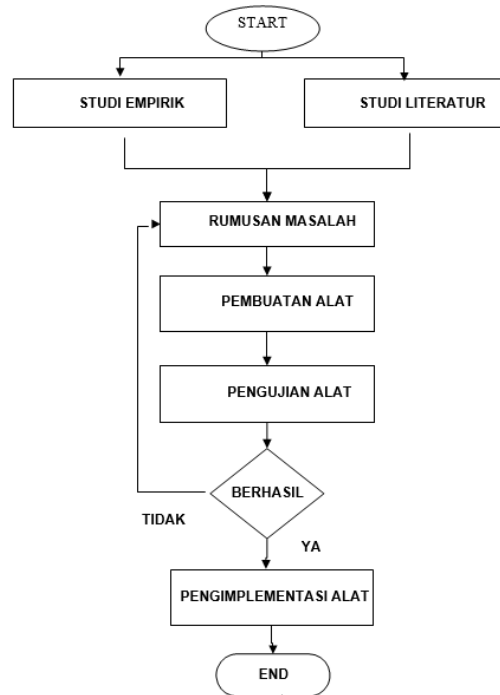 START
STUDI EMPIRIK
STUDI LITERATUR
RUMUSAN MASALAH
PEMBUATAN ALAT
PENGUJIAN ALAT
BERHASIL
TIDAK
YA
PENGIMPLEMENTASI ALAT
END